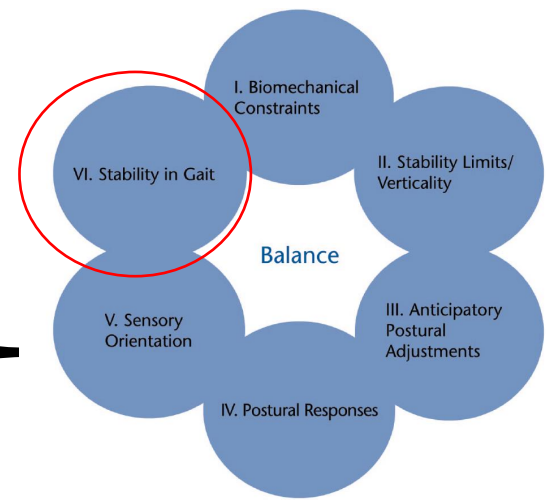 I. Biomechanical
Constraints
II. Stability Limits/
Verticality
III. Anticipatory
Postural
Adjustments
IV. Postural Responses
V. Sensory
Orientation
VI. Stability in Gait
Balance